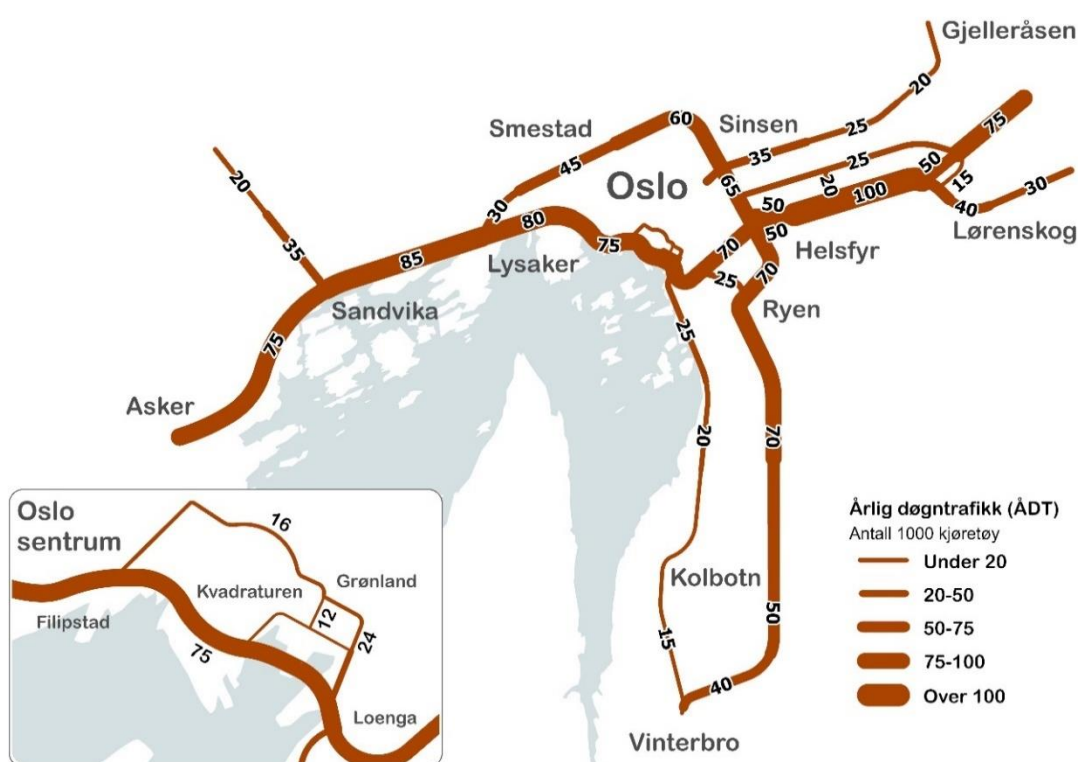 Gjelleråsen
20
75
Smestad
60
Sinsen
35
25
25
50
45
Oslo
65
20
100
15
30
20
30
50
40
Lørenskog
35
85
80
75
70
50
Helsfyr
Lysaker
25
70
Sandvika
Ryen
75
25
Asker
20
70
Kolbotn
15
50
40
Vinterbro
Oslo
sentrum
16
Kvadraturen
Grønland
12
24
Filipstad
75
Loenga
Årlig døgntrafikk (ÅDT)
Antall 1000 kjøretøy
Under 20
20-50
50-75
75-100
Over 100